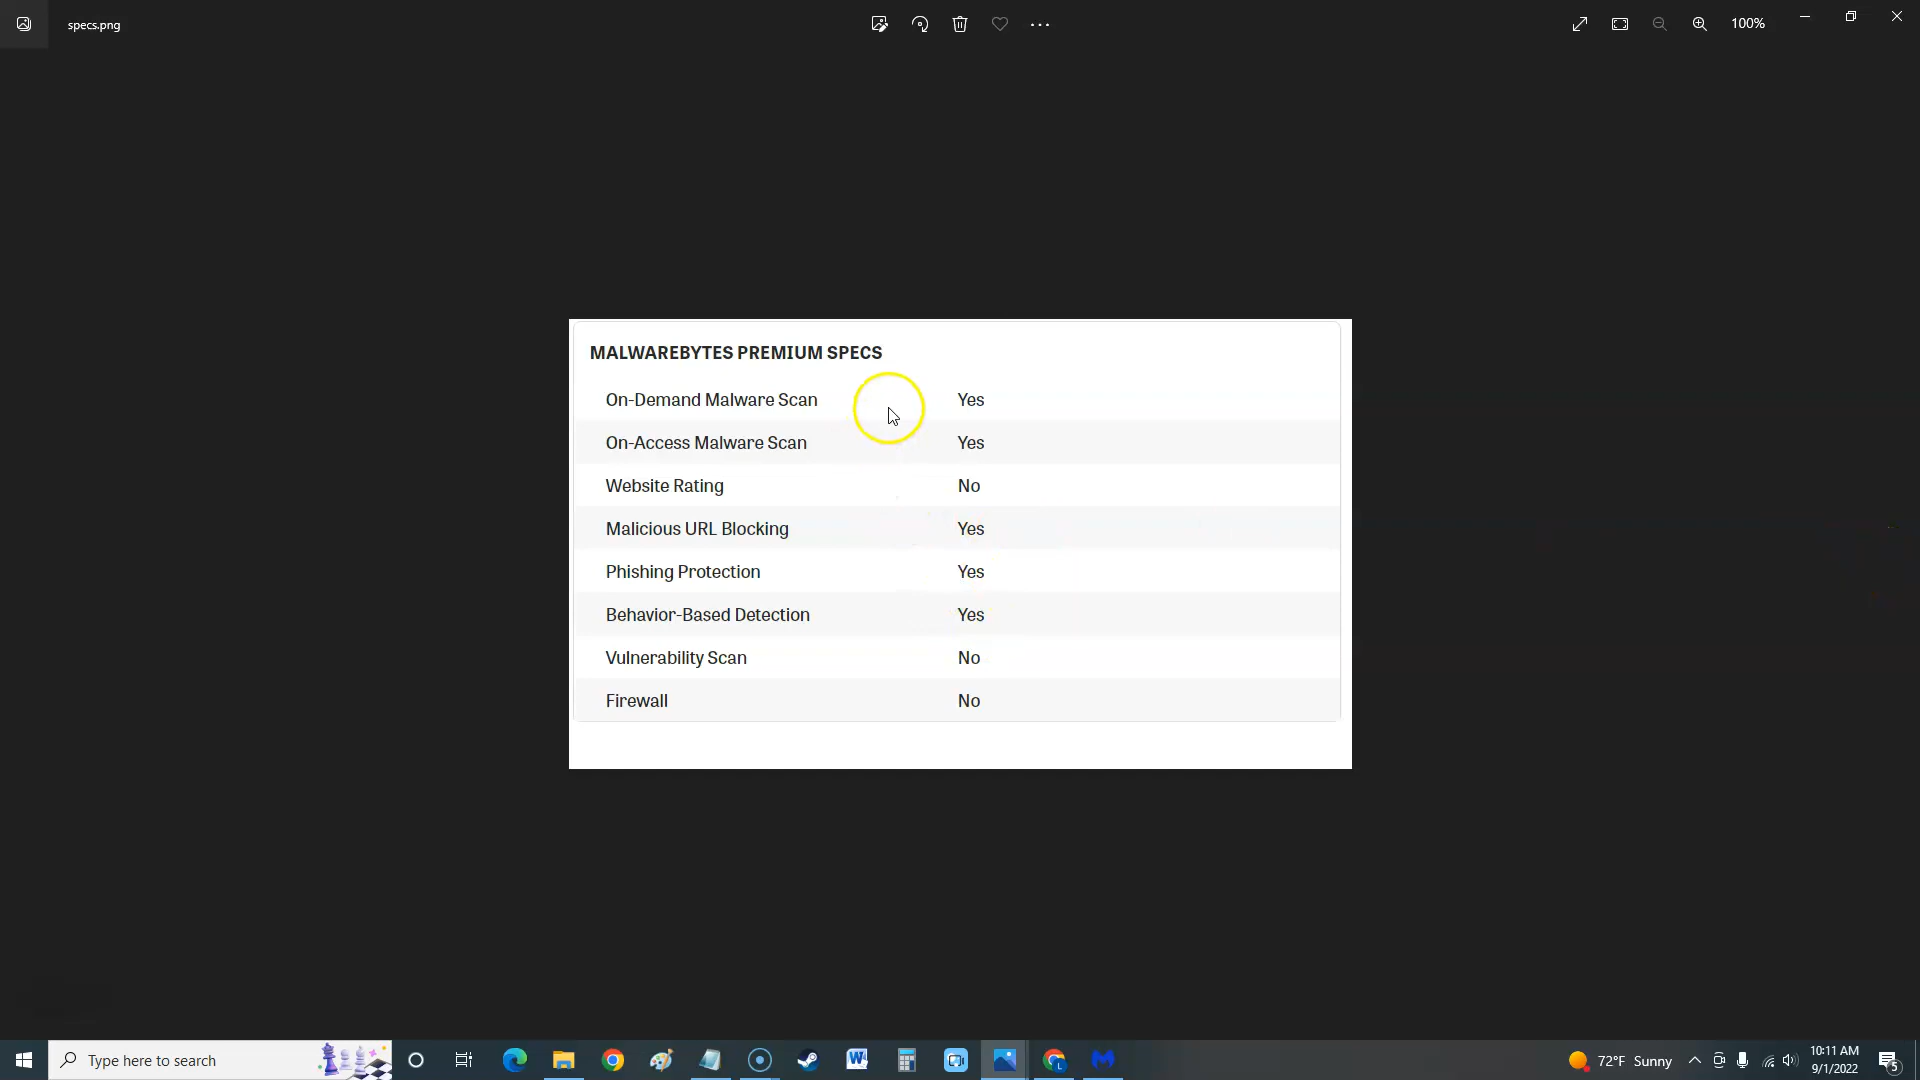 specs.png
100%
MALWAREBYTES PREMIUM SPECS
On-Demand Malware Scan Yes
On-Access Malware Scan Yes
Website Rating No
Malicious URL Blocking Yes
Phishing Protection Yes
Behavior-Based Detection Yes
Vulnerability Scan No
Firewall No
Type here to search
72°F Sunny
10:11 AM
9/1/2022
5